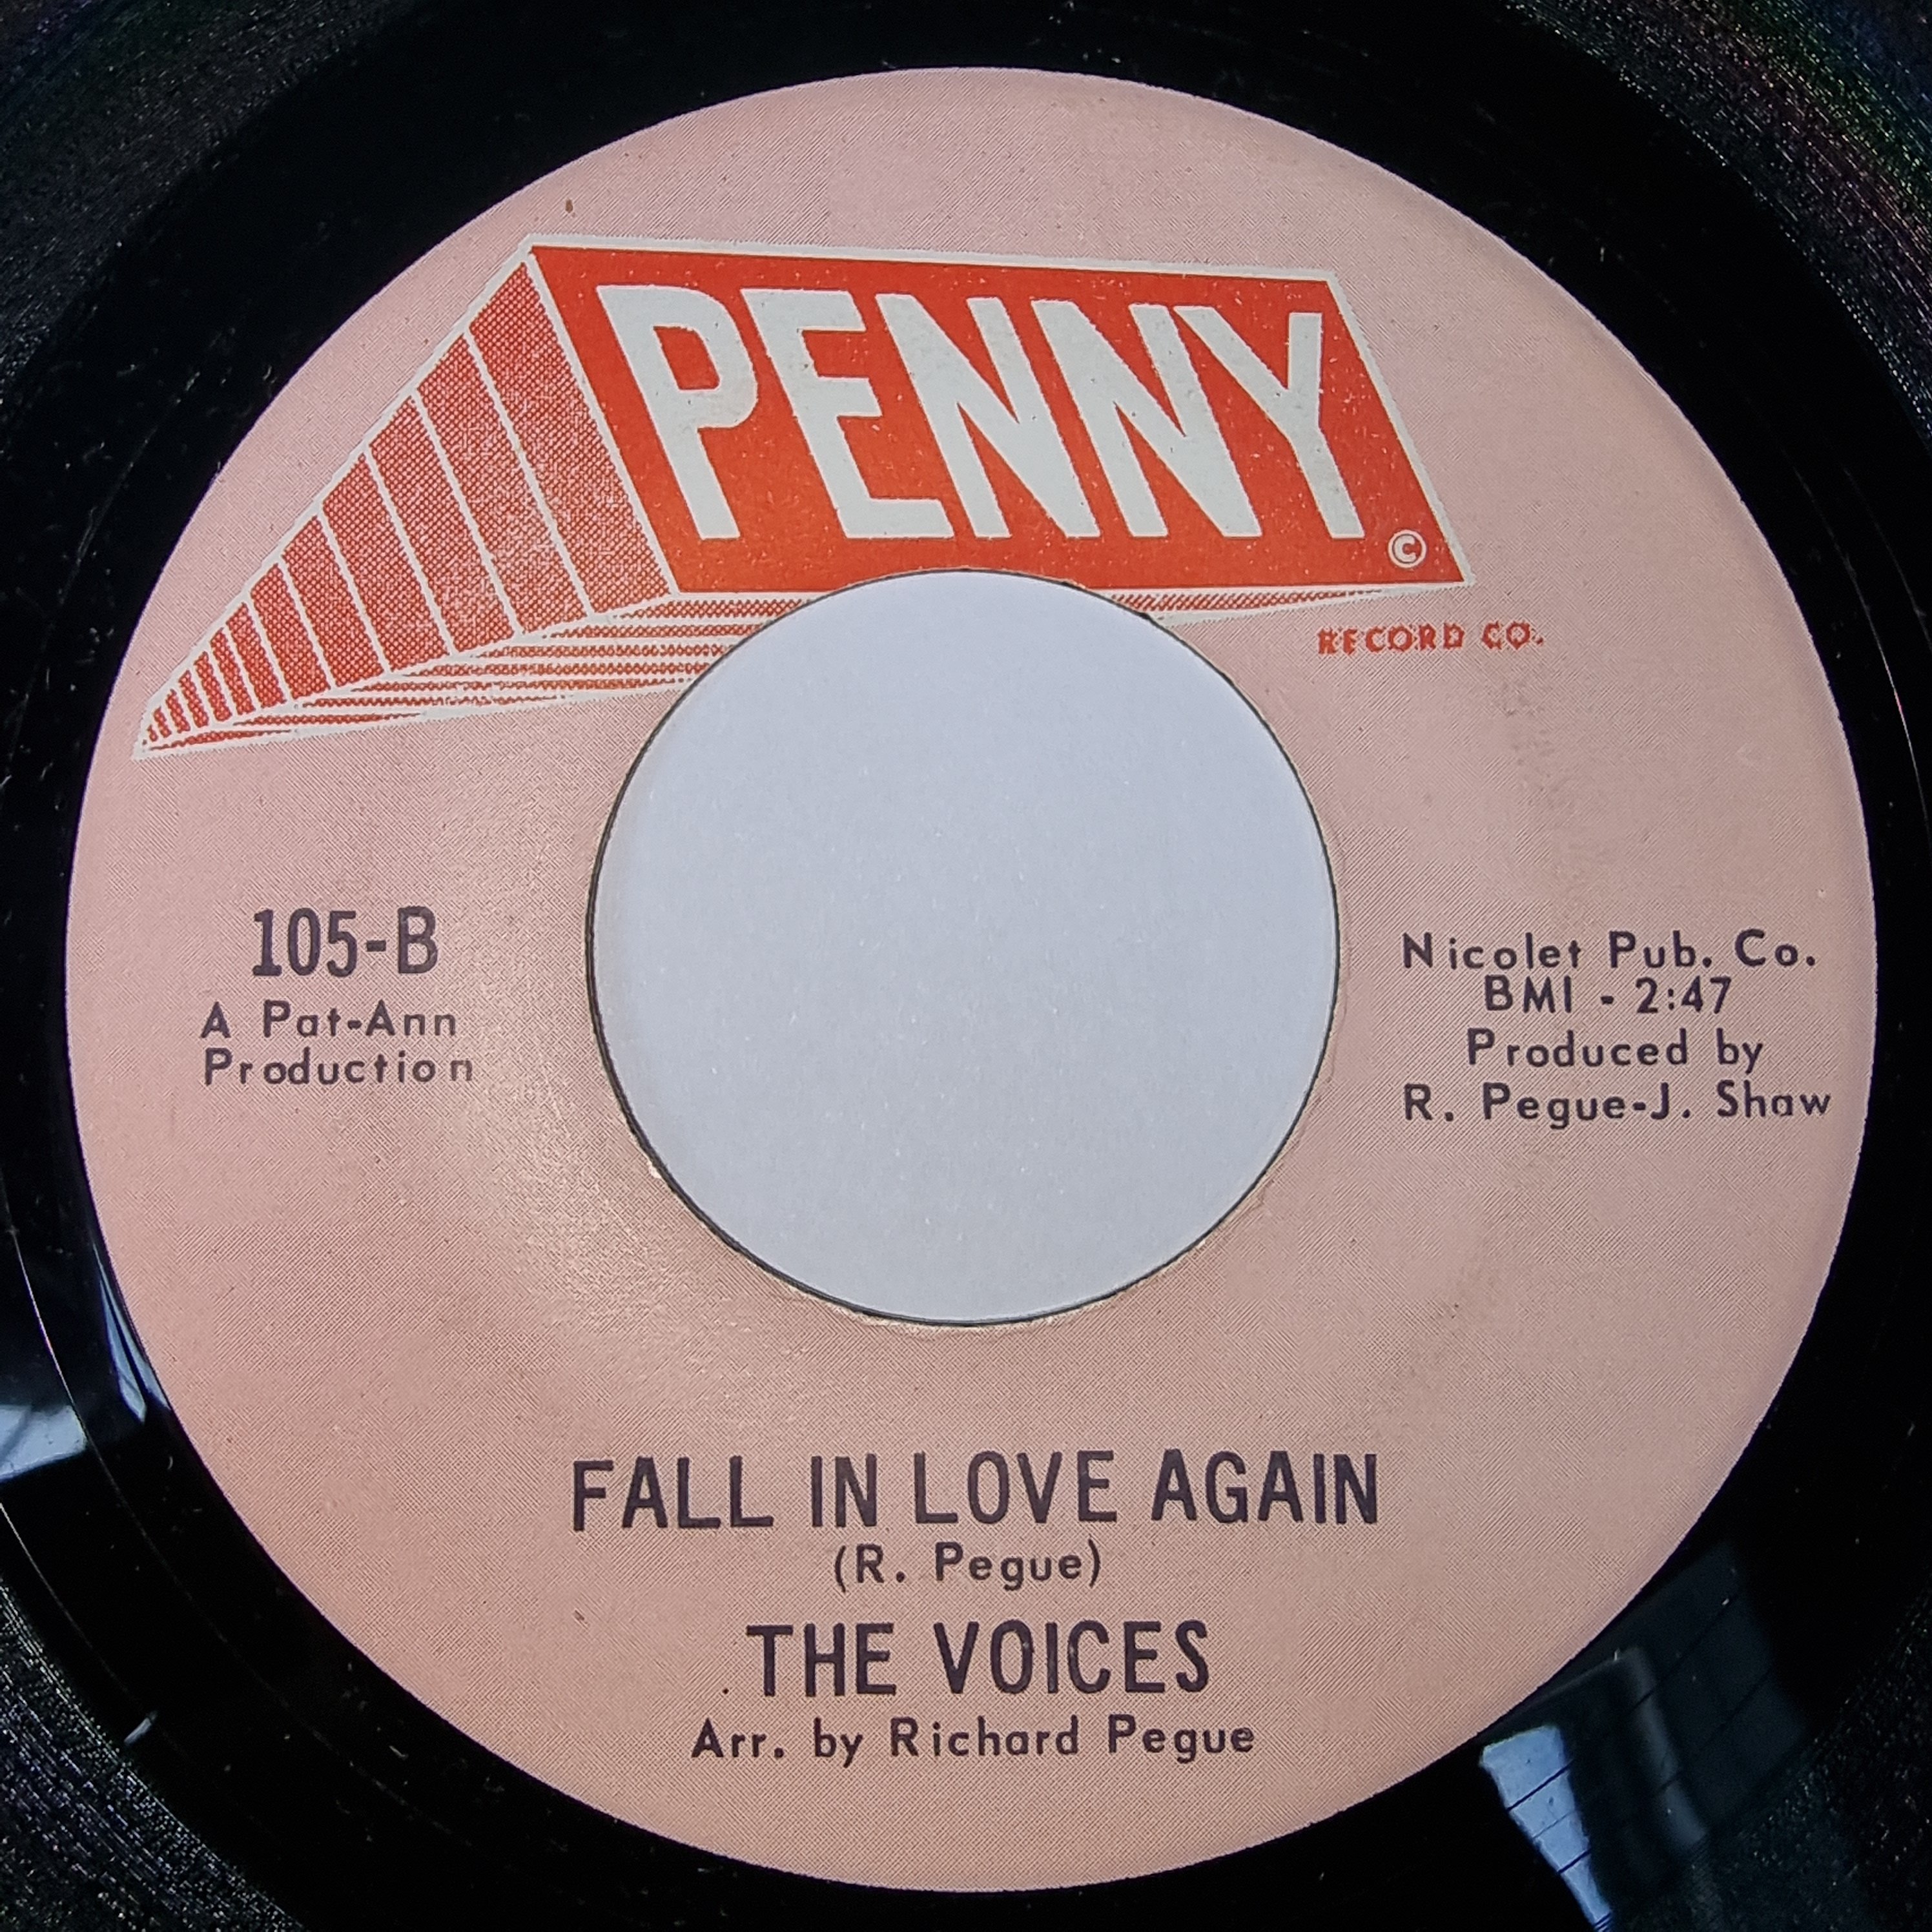 PENNY
©
RECORD CO.
105-B
A Pat-Ann
Production
Nicolet Pub. Co.
BMI - 2:47
Produced by
R. Pegue-J. Shaw
FALL IN LOVE AGAIN
(R. Pegue)
THE VOICES
Arr. by Richard Pegue